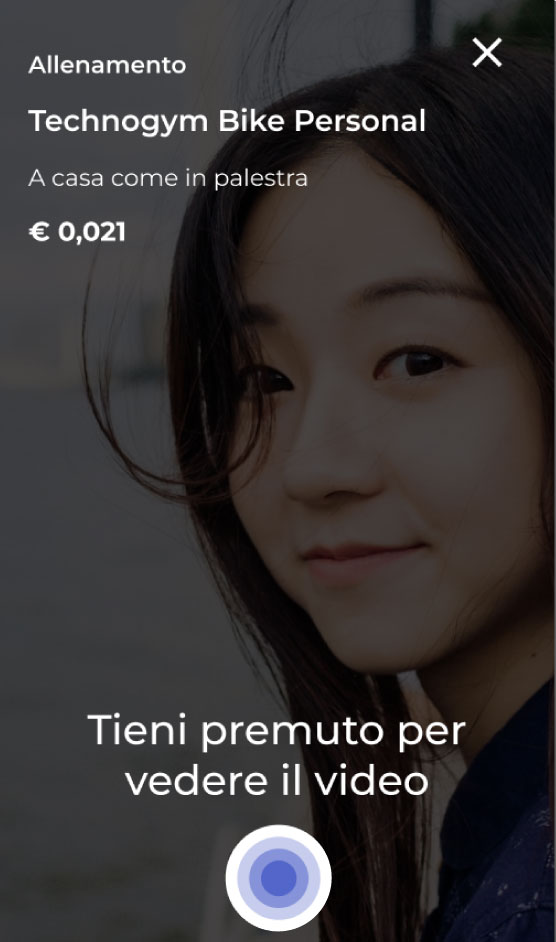 Allenamento
Technogym Bike Personal
A casa come in palestra
€ 0,021
Tieni premuto per
vedere il video